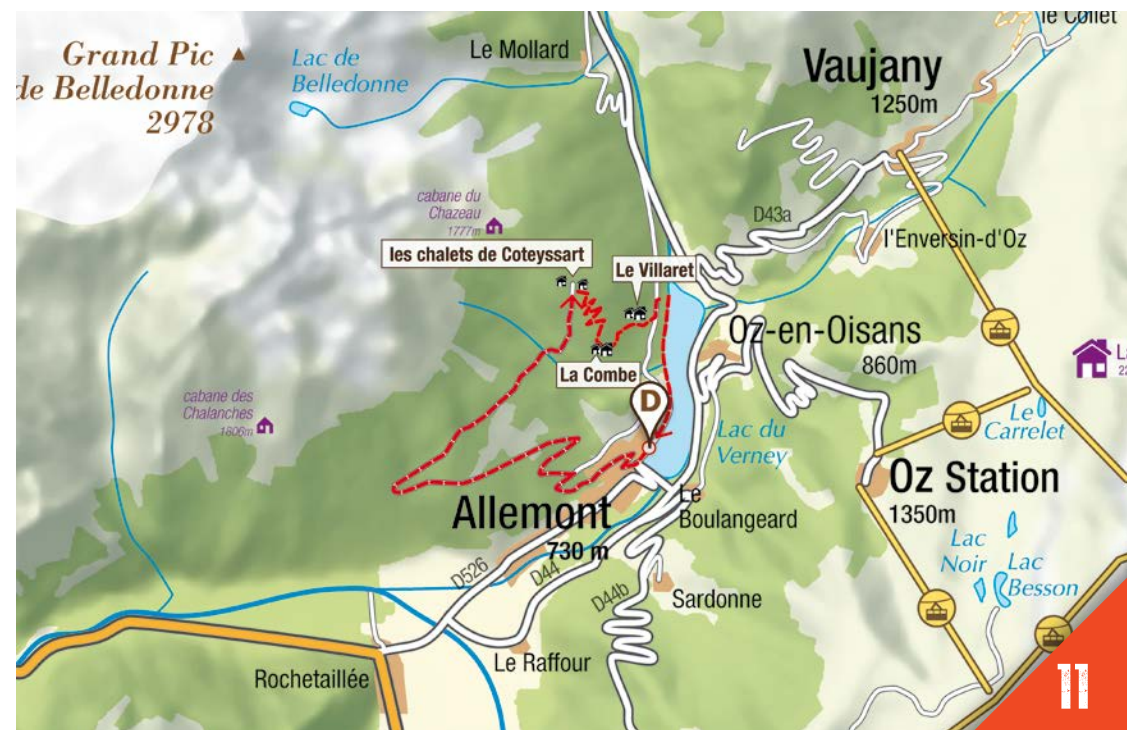 le Collet
Grand Pic
de Belledonne
2978
Lac de
Belledonne
Le Mollard
Vaujany
1250m
cabane du
Chazeau
1777m
D43a
l'Enversin-d'Oz
les chalets de Coteyssart
Le Villaret
Oz-en-Oisans
860m
La Combe
D
cabane des
Chalanches
1806m
Lac du
Verney
Le
Carrelet
Oz Station
1350m
Allemont
730 m
Le
Boulangeard
Lac
Noir
Lac
Besson
D526
D44
D44b
Sardonne
Rochetaillée
Le Raffour
11